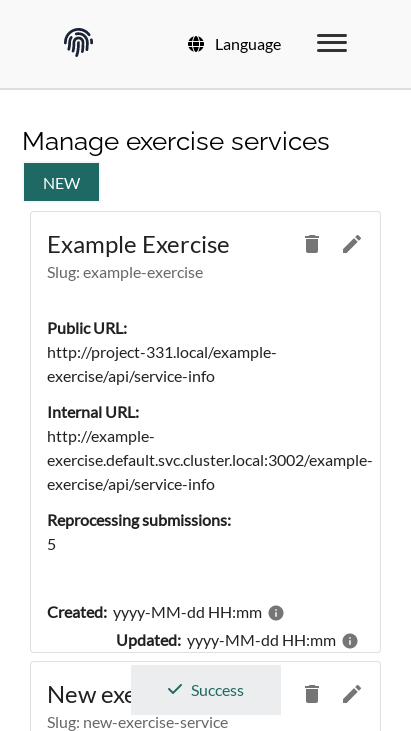 Language
Manage exercise services
NEW
Example Exercise
Slug: example-exercise
Public URL:
http://project-331.local/example-
exercise/api/service-info
Internal URL:
http://example-
exercise.default.svc.cluster.local:3002/example-
exercise/api/service-info
Reprocessing submissions:
5
Created: yyyy-MM-dd HH:mm
Updated: yyyy-MM-dd HH:mm
New
Success
Slug: new-exercise-service